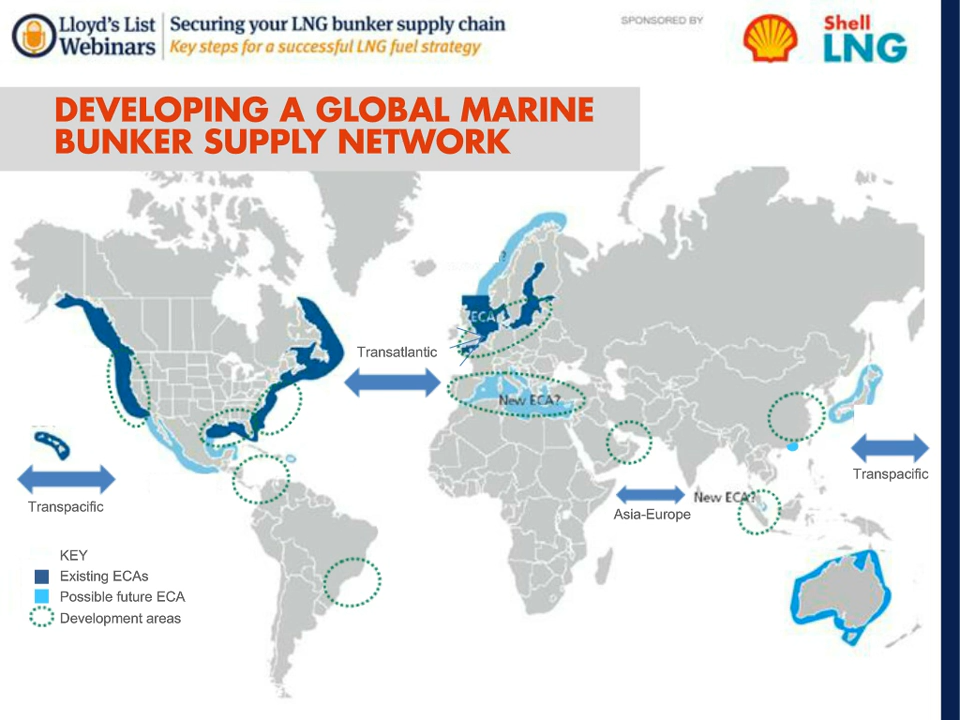 Lloyd's List
Webinars
Securing your LNG bunker supply chain
Key steps for a successful LNG fuel strategy
SPONSORED BY
Shell
LNG
DEVELOPING A GLOBAL MARINE
BUNKER SUPPLY NETWORK
?
ECA
Transatlantic
New ECA?
Transpacific
Transpacific
New ECA?
Asia-Europe
KEY
Existing ECAs
Possible future ECA
Development areas